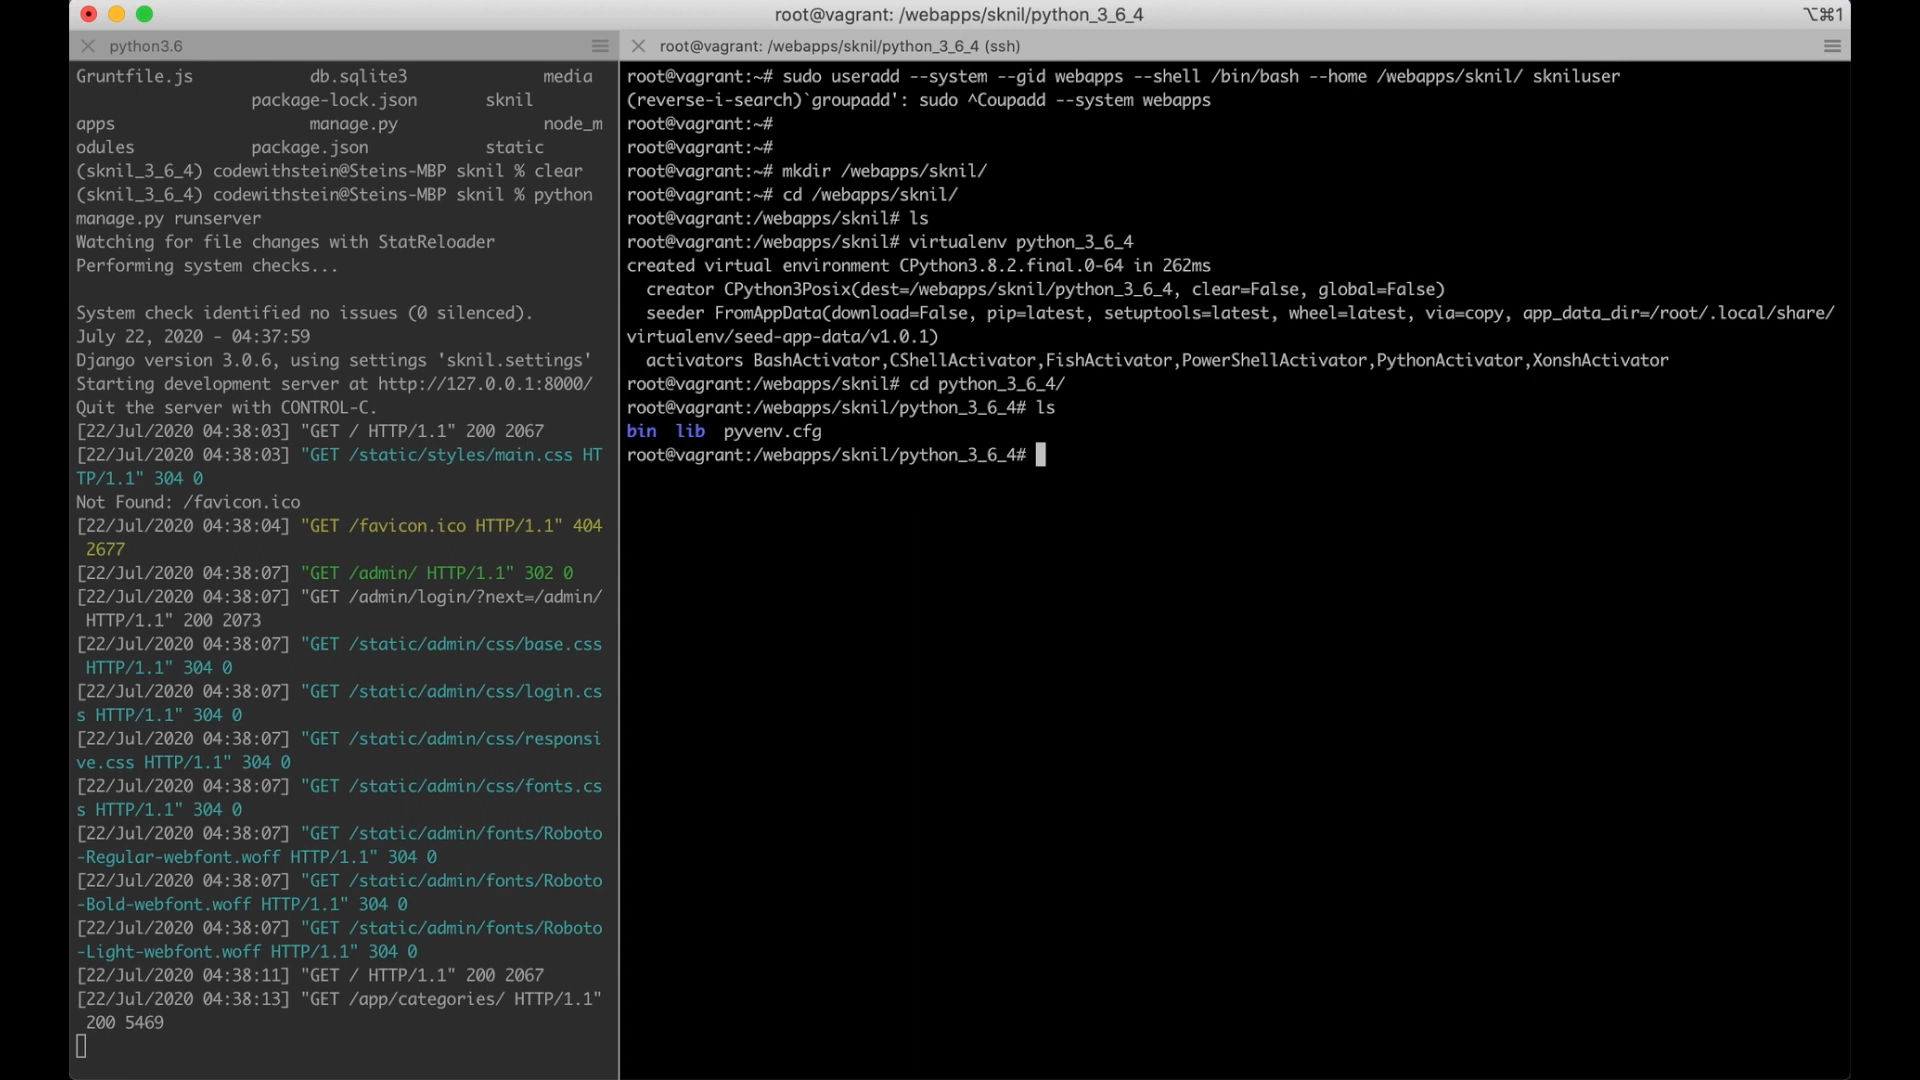 root@vagrant: /webapps/sknil/python_3_6_4
⌥⌘1
python3.6
Gruntfile.js db.sqlite3 media
package-lock.json sknil
apps manage.py node_m
odules package.json static
(sknil_3_6_4) codewithstein@Steins-MBP sknil % clear
(sknil_3_6_4) codewithstein@Steins-MBP sknil % python
manage.py runserver
Watching for file changes with StatReloader
Performing system checks...
System check identified no issues (0 silenced).
July 22, 2020 - 04:37:59
Django version 3.0.6, using settings 'sknil.settings'
Starting development server at http://127.0.0.1:8000/
Quit the server with CONTROL-C.
[22/Jul/2020 04:38:03] "GET / HTTP/1.1" 200 2067
[22/Jul/2020 04:38:03] "GET /static/styles/main.css HT
TP/1.1" 304 0
Not Found: /favicon.ico
[22/Jul/2020 04:38:04] "GET /favicon.ico HTTP/1.1" 404
2677
[22/Jul/2020 04:38:07] "GET /admin/ HTTP/1.1" 302 0
[22/Jul/2020 04:38:07] "GET /admin/login/?next=/admin/
HTTP/1.1" 200 2073
[22/Jul/2020 04:38:07] "GET /static/admin/css/base.css
HTTP/1.1" 304 0
[22/Jul/2020 04:38:07] "GET /static/admin/css/login.cs
s HTTP/1.1" 304 0
[22/Jul/2020 04:38:07] "GET /static/admin/css/responsi
ve.css HTTP/1.1" 304 0
[22/Jul/2020 04:38:07] "GET /static/admin/css/fonts.cs
s HTTP/1.1" 304 0
[22/Jul/2020 04:38:07] "GET /static/admin/fonts/Roboto
-Regular-webfont.woff HTTP/1.1" 304 0
[22/Jul/2020 04:38:07] "GET /static/admin/fonts/Roboto
-Bold-webfont.woff HTTP/1.1" 304 0
[22/Jul/2020 04:38:07] "GET /static/admin/fonts/Roboto
-Light-webfont.woff HTTP/1.1" 304 0
[22/Jul/2020 04:38:11] "GET / HTTP/1.1" 200 2067
[22/Jul/2020 04:38:13] "GET /app/categories/ HTTP/1.1"
200 5469
root@vagrant: /webapps/sknil/python_3_6_4 (ssh)
root@vagrant:~# sudo useradd --system --gid webapps --shell /bin/bash --home /webapps/sknil/ skniluser
(reverse-i-search)`groupadd': sudo ^Coupadd --system webapps
root@vagrant:~#
root@vagrant:~#
root@vagrant:~# mkdir /webapps/sknil/
root@vagrant:~# cd /webapps/sknil/
root@vagrant:/webapps/sknil# ls
root@vagrant:/webapps/sknil# virtualenv python_3_6_4
created virtual environment CPython3.8.2.final.0-64 in 262ms
creator CPython3Posix(dest=/webapps/sknil/python_3_6_4, clear=False, global=False)
seeder FromAppData(download=False, pip=latest, setuptools=latest, wheel=latest, via=copy, app_data_dir=/root/.local/share/
virtualenv/seed-app-data/v1.0.1)
activators BashActivator,CShellActivator,FishActivator,PowerShellActivator,PythonActivator,XonshActivator
root@vagrant:/webapps/sknil# cd python_3_6_4/
root@vagrant:/webapps/sknil/python_3_6_4# ls
bin lib pyvenv.cfg
root@vagrant:/webapps/sknil/python_3_6_4#